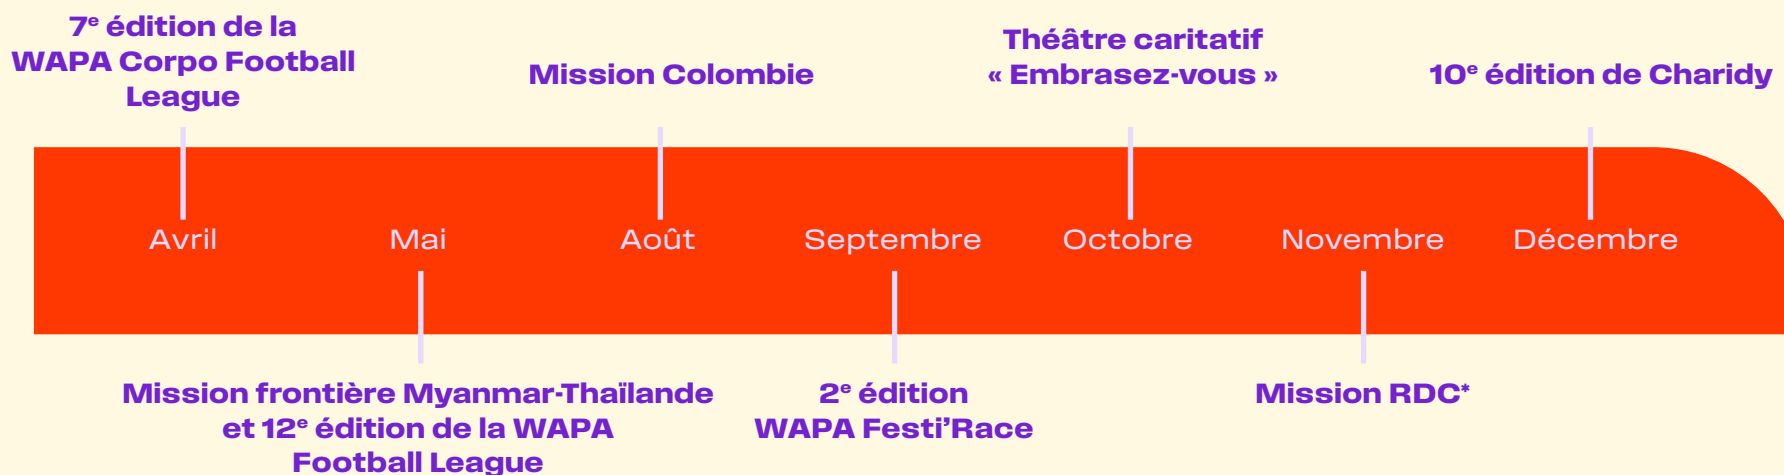 7e édition de la
WAPA Corpo Football
League
Mission Colombie
Théâtre caritatif
« Embrasez-vous »
10e édition de Charidy
Avril
Mai
Août
Septembre
Octobre
Novembre
Décembre
Mission frontière Myanmar-Thaïlande
et 12e édition de la WAPA
Football League
2e édition
WAPA Festi’Race
Mission RDC*